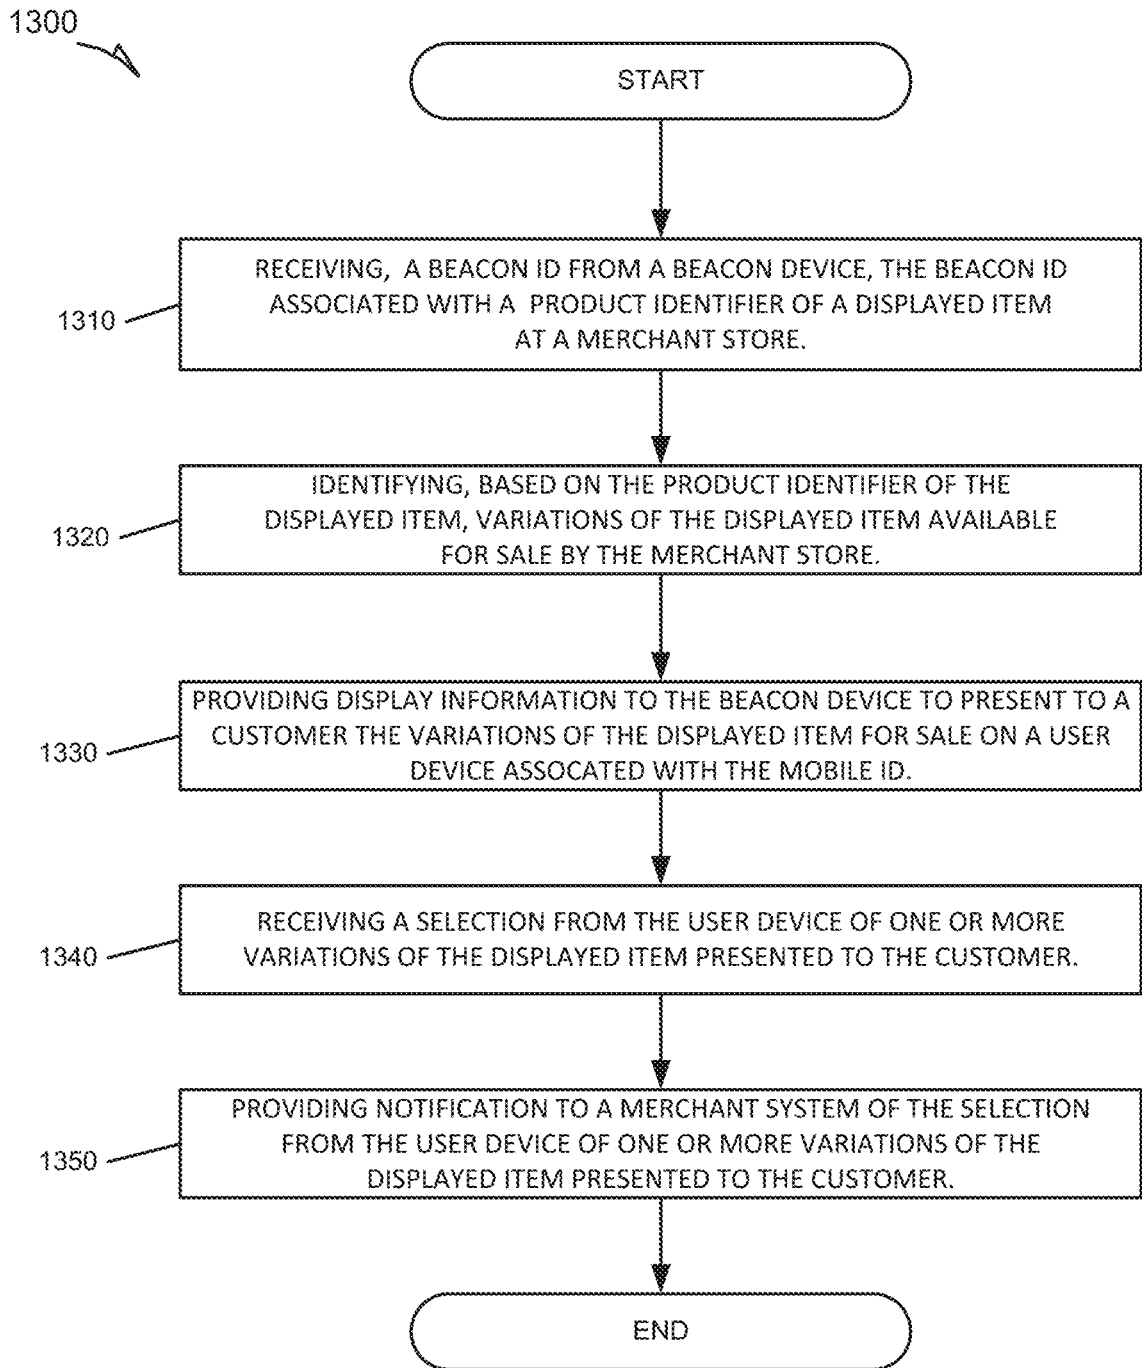 1300
START
RECEIVING, A BEACON ID FROM A BEACON DEVICE, THE BEACON ID
ASSOCIATED WITH A PRODUCT IDENTIFIER OF A DISPLAYED ITEM
AT A MERCHANT STORE.
1310
IDENTIFYING, BASED ON THE PRODUCT IDENTIFIER OF THE
DISPLAYED ITEM, VARIATIONS OF THE DISPLAYED ITEM AVAILABLE
FOR SALE BY THE MERCHANT STORE.
1320
PROVIDING DISPLAY INFORMATION TO THE BEACON DEVICE TO PRESENT TO A
CUSTOMER THE VARIATIONS OF THE DISPLAYED ITEM FOR SALE ON A USER
DEVICE ASSOCATED WITH THE MOBILE ID.
1330
RECEIVING A SELECTION FROM THE USER DEVICE OF ONE OR MORE
VARIATIONS OF THE DISPLAYED ITEM PRESENTED TO THE CUSTOMER.
1340
PROVIDING NOTIFICATION TO A MERCHANT SYSTEM OF THE SELECTION
FROM THE USER DEVICE OF ONE OR MORE VARIATIONS OF THE
DISPLAYED ITEM PRESENTED TO THE CUSTOMER.
1350
END